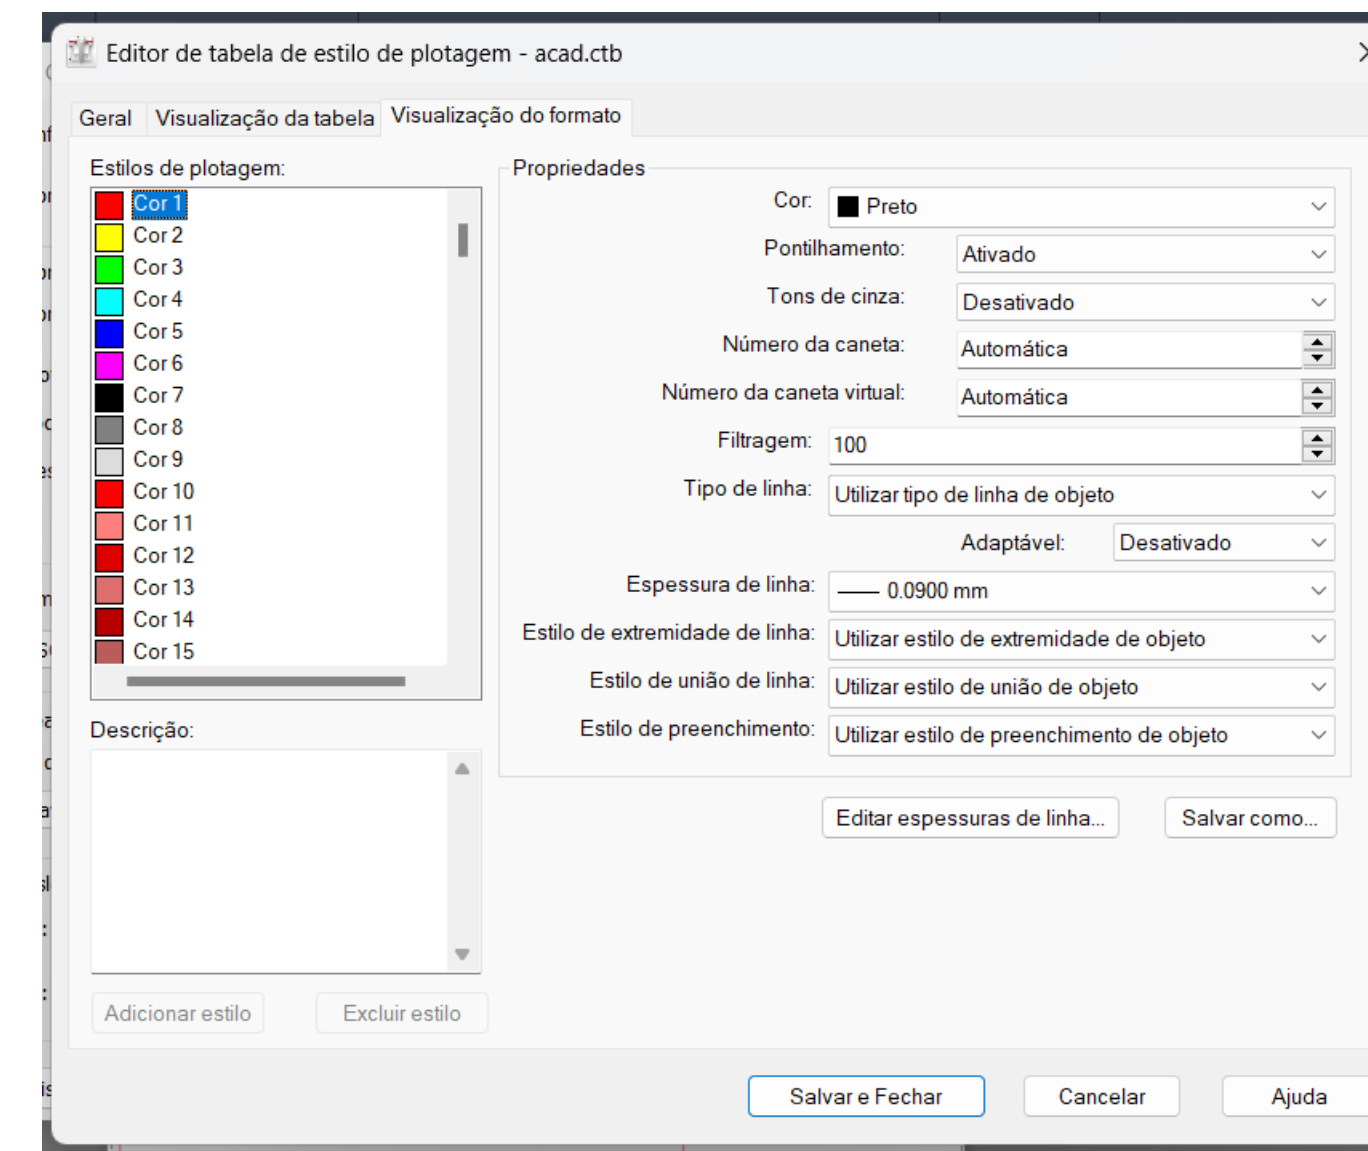 Editor de tabela de estilo de plotagem - acad.ctb
Geral Visualização da tabela Visualização do formato
Estilos de plotagem:
Cor 1
Cor 2
Cor 3
Cor 4
Cor 5
Cor 6
Cor 7
Cor 8
Cor 9
Cor 10
Cor 11
Cor 12
Cor 13
Cor 14
Cor 15
Descrição:
Adicionar estilo Excluir estilo
Propriedades
Cor: Preto
Pontilhamento: Ativado
Tons de cinza: Desativado
Número da caneta: Automática
Número da caneta virtual: Automática
Filtragem: 100
Tipo de linha: Utilizar tipo de linha de objeto
Adaptável: Desativado
Espessura de linha: 0.0900 mm
Estilo de extremidade de linha: Utilizar estilo de extremidade de objeto
Estilo de união de linha: Utilizar estilo de união de objeto
Estilo de preenchimento: Utilizar estilo de preenchimento de objeto
Editar espessuras de linha... Salvar como...
Salvar e Fechar Cancelar Ajuda